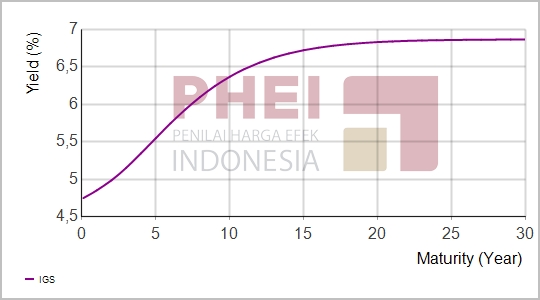 Yield (%)
7
6,5
6
5,5
5
4,5
PHEI
PENILAI HARGA EFEK
INDONESIA
0
5
10
15
20
25
30
Maturity (Year)
IGS